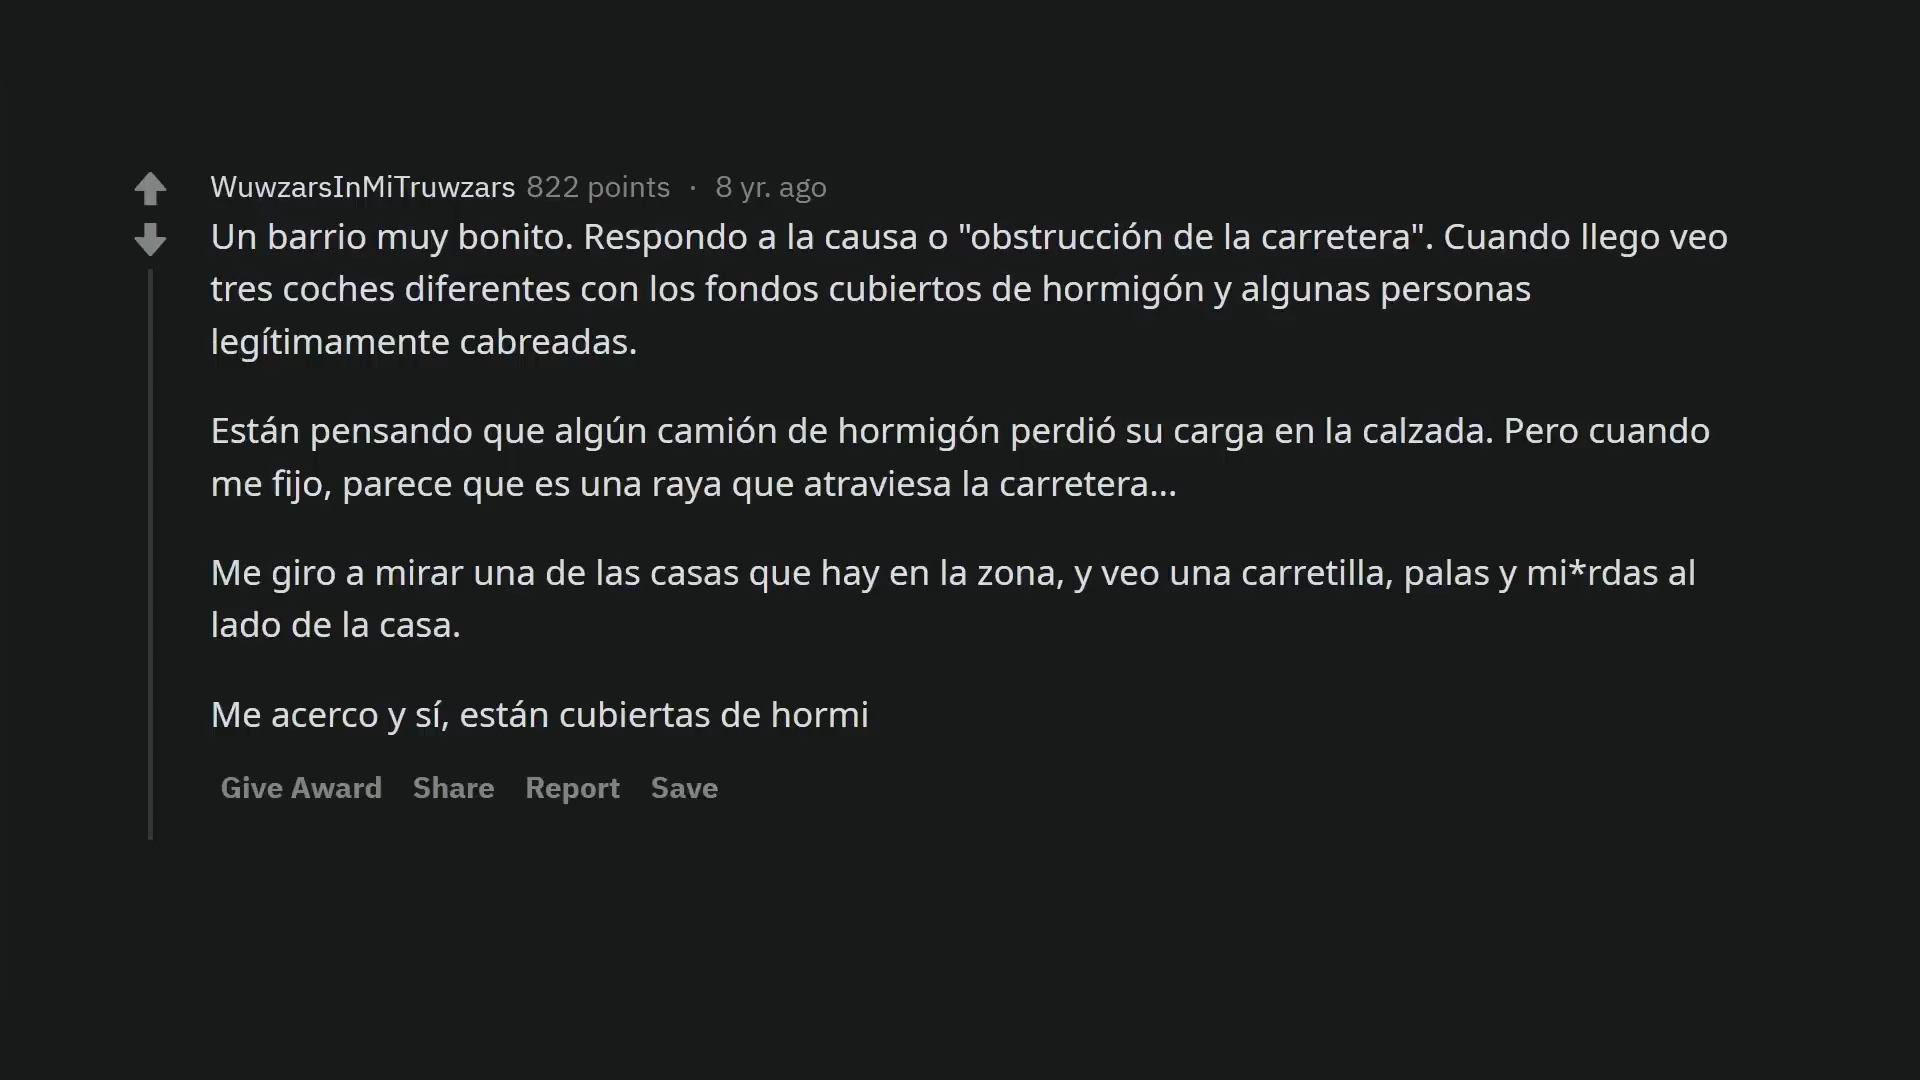 WuwzarsInMiTruwzars 822 points · 8 yr. ago
Un barrio muy bonito. Respondo a la causa o "obstrucción de la carretera". Cuando llego veo
tres coches diferentes con los fondos cubiertos de hormigón y algunas personas
legítimamente cabreadas.
Están pensando que algún camión de hormigón perdió su carga en la calzada. Pero cuando
me fijo, parece que es una raya que atraviesa la carretera...
Me giro a mirar una de las casas que hay en la zona, y veo una carretilla, palas y mi*rdas al
lado de la casa.
Me acerco y sí, están cubiertas de hormi
Give Award Share Report Save